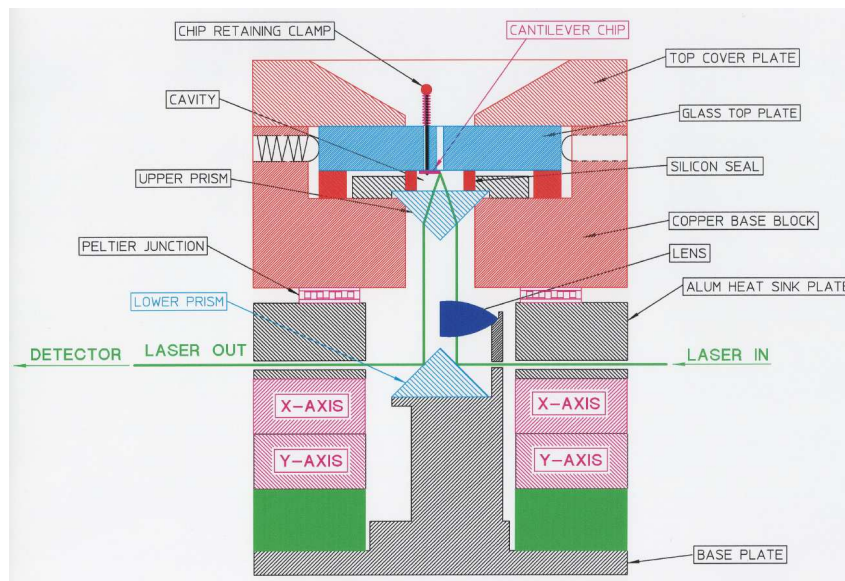 CHIP RETAINING CLAMP
CANTILEVER CHIP
TOP COVER PLATE
CAVITY
GLASS TOP PLATE
UPPER PRISM
SILICON SEAL
COPPER BASE BLOCK
PELTIER JUNCTION
LENS
ALUM HEAT SINK PLATE
LOWER PRISM
DETECTOR
LASER OUT
LASER IN
X-AXIS
X-AXIS
Y-AXIS
Y-AXIS
BASE PLATE